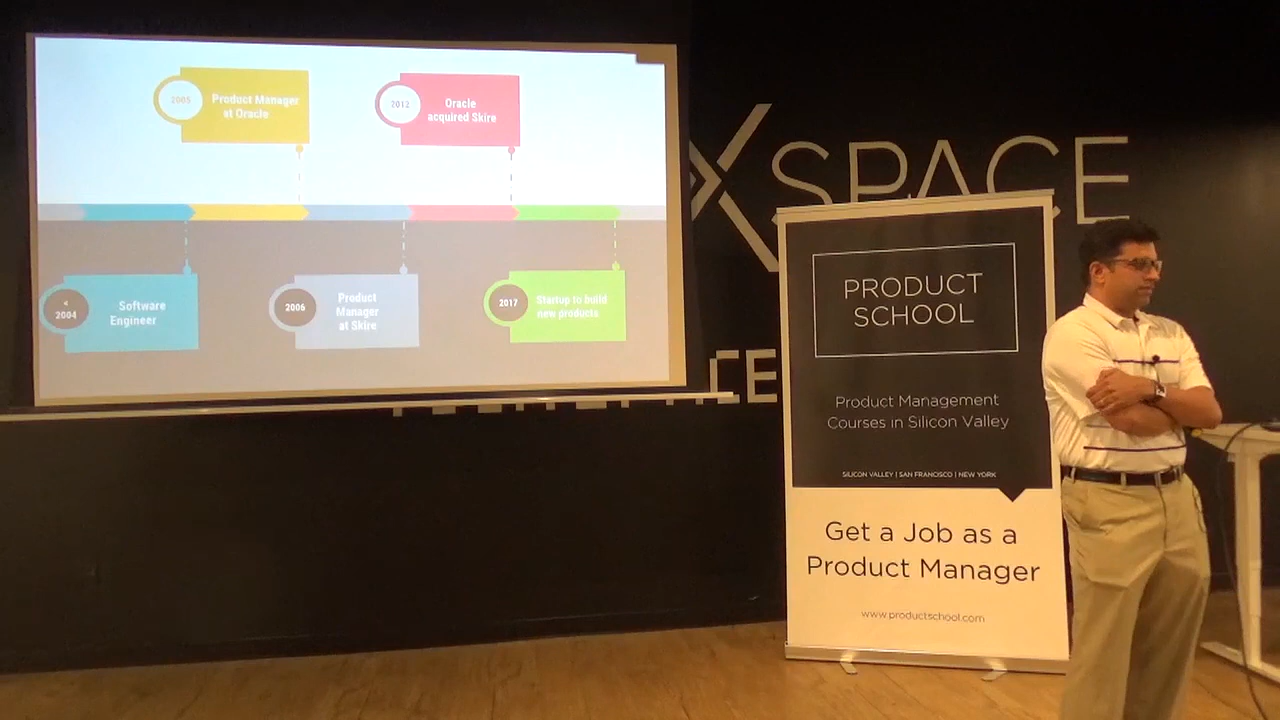 2005
Product Manager
at Oracle
2012
Oracle
acquired Skire
<
2004
Software
Engineer
2006
Product
Manager
at Skire
2017
Startup to build
new products
XSPACE
CE
PRODUCT
SCHOOL
Product Management
Courses in Silicon Valley
SILICON VALLEY | SAN FRANCISCO | NEW YORK
Get a Job as a
Product Manager
www.productschool.com